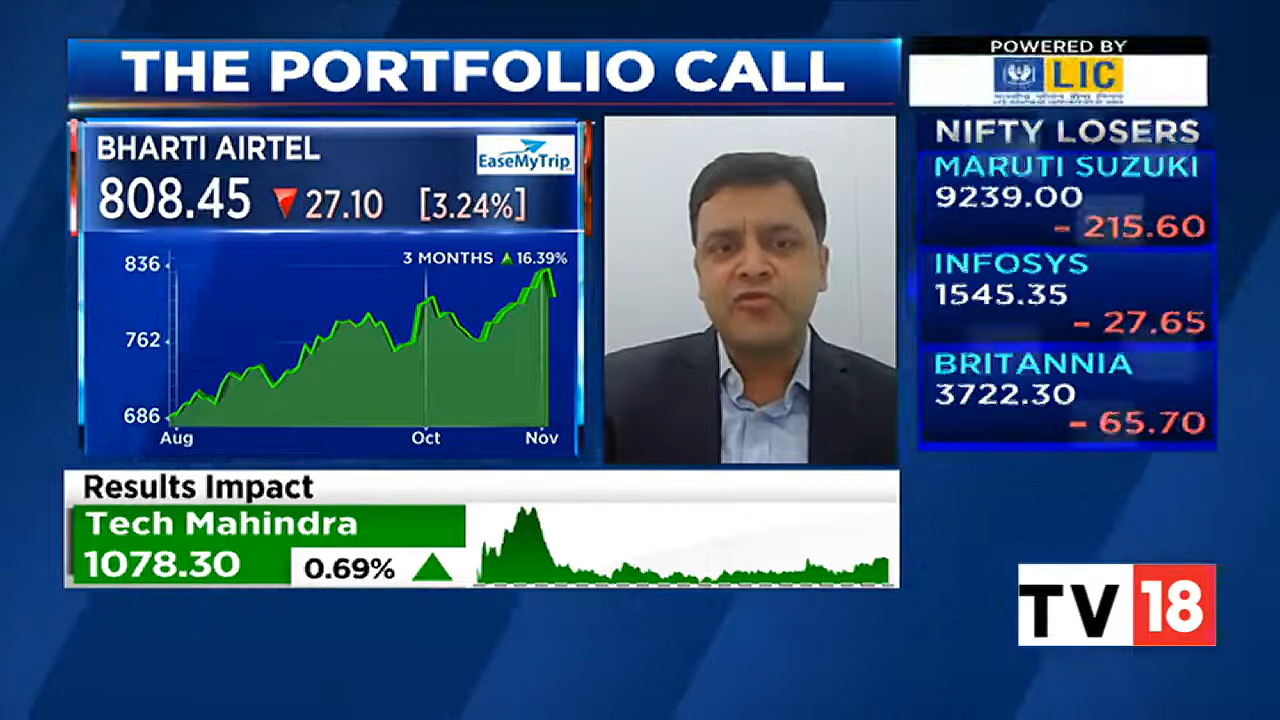 THE PORTFOLIO CALL
POWERED BY
LIC
BHARTI AIRTEL
EaseMyTrip
808.45 ▼ 27.10 [3.24%]
3 MONTHS ▲ 16.39%
836
762
686
Aug Oct Nov
NIFTY LOSERS
MARUTI SUZUKI
9239.00
- 215.60
INFOSYS
1545.35
- 27.65
BRITANNIA
3722.30
- 65.70
Results Impact
Tech Mahindra
1078.30 0.69% ▲
TV 18